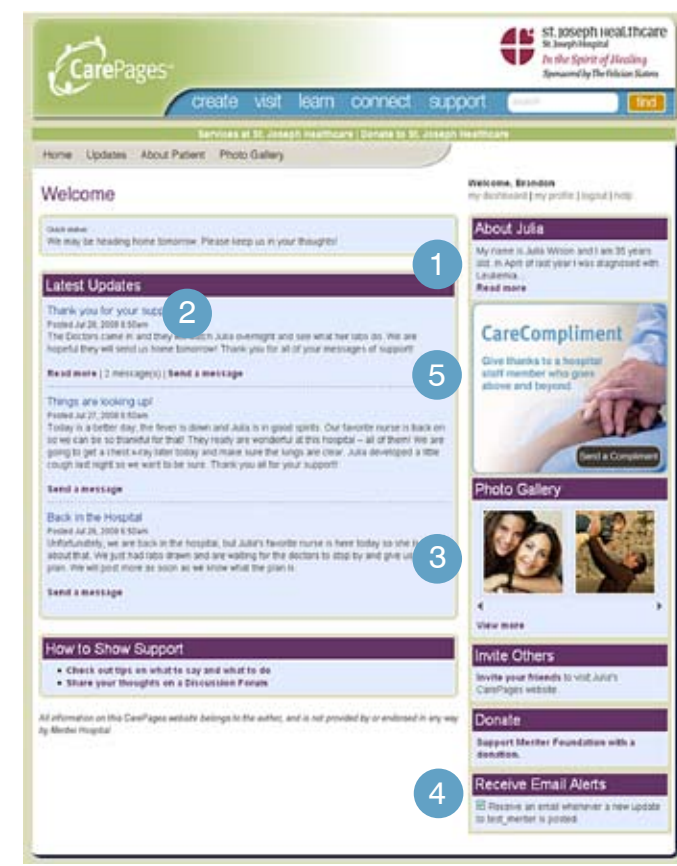 CarePages
st. joseph Healthcare
St. Joseph Hospital
In the Spirit of Healing
Sponsored by The Felician Sisters
create visit learn connect support search find
Services at St. Joseph Healthcare | Donate to St. Joseph Healthcare
Home Updates About Patient Photo Gallery
Welcome
Quick status:
We may be heading home tomorrow. Please keep us in your thoughts!
1
Latest Updates
Thank you for your supp
2
Posted Jul 28, 2009 8:50am
The Doctors came in and they ch Julia overnight and see what her labs do. We are
hopeful they will send us home tomorrow! Thank you for all of your messages of support!
Read more | 2 message(s) | Send a message
5
Things are looking up!
Posted Jul 27, 2009 8:50am
Today is a better day, the fever is down and Julia is in good spirits. Our favorite nurse is back on
so we can be so thankful for that! They really are wonderful at this hospital – all of them! We are
going to get a chest x-ray later today and make sure the lungs are clear. Julia developed a little
cough last night so we want to be sure. Thank you all for your support!!
Send a message
Back in the Hospital
Posted Jul 26, 2009 8:50am
Unfortunately, we are back in the hospital, but Julia's favorite nurse is here today so she is
about that. We just had labs drawn and are waiting for the doctors to stop by and give us
plan. We will post more as soon as we know what the plan is.
3
Send a message
How to Show Support
• Check out tips on what to say and what to do
• Share your thoughts on a Discussion Forum
All information on this CarePages website belongs to the author, and is not provided by or endorsed in any way
by Meriter Hospital
Welcome, Brandon
my dashboard | my profile | logout | help
About Julia
My name is Julia Wilson and I am 35 years
old. In April of last year I was diagnosed with
Leukemia...
Read more
CareCompliment
Give thanks to a hospital
staff member who goes
above and beyond.
Send a Compliment
Photo Gallery
View more
Invite Others
Invite your friends to visit Julia's
CarePages website.
Donate
Support Meriter Foundation with a
donation.
4
Receive Email Alerts
Receive an email whenever a new update
to test_meriter is posted.